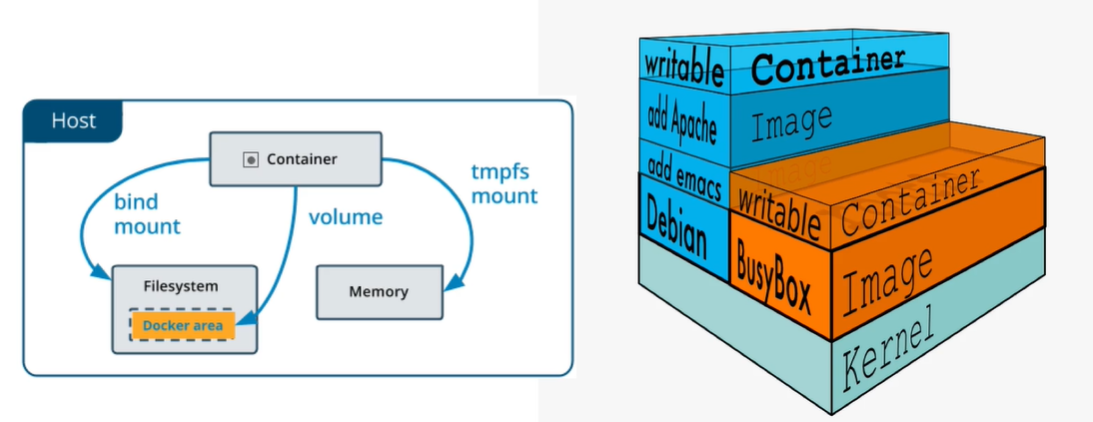 Host
Container
bind
mount
volume
tmpfs
mount
Filesystem
Docker area
Memory
writable
Container
add Apache
Image
add emacs
Image
Debian
writable
Container
BusyBox
Image
Kernel